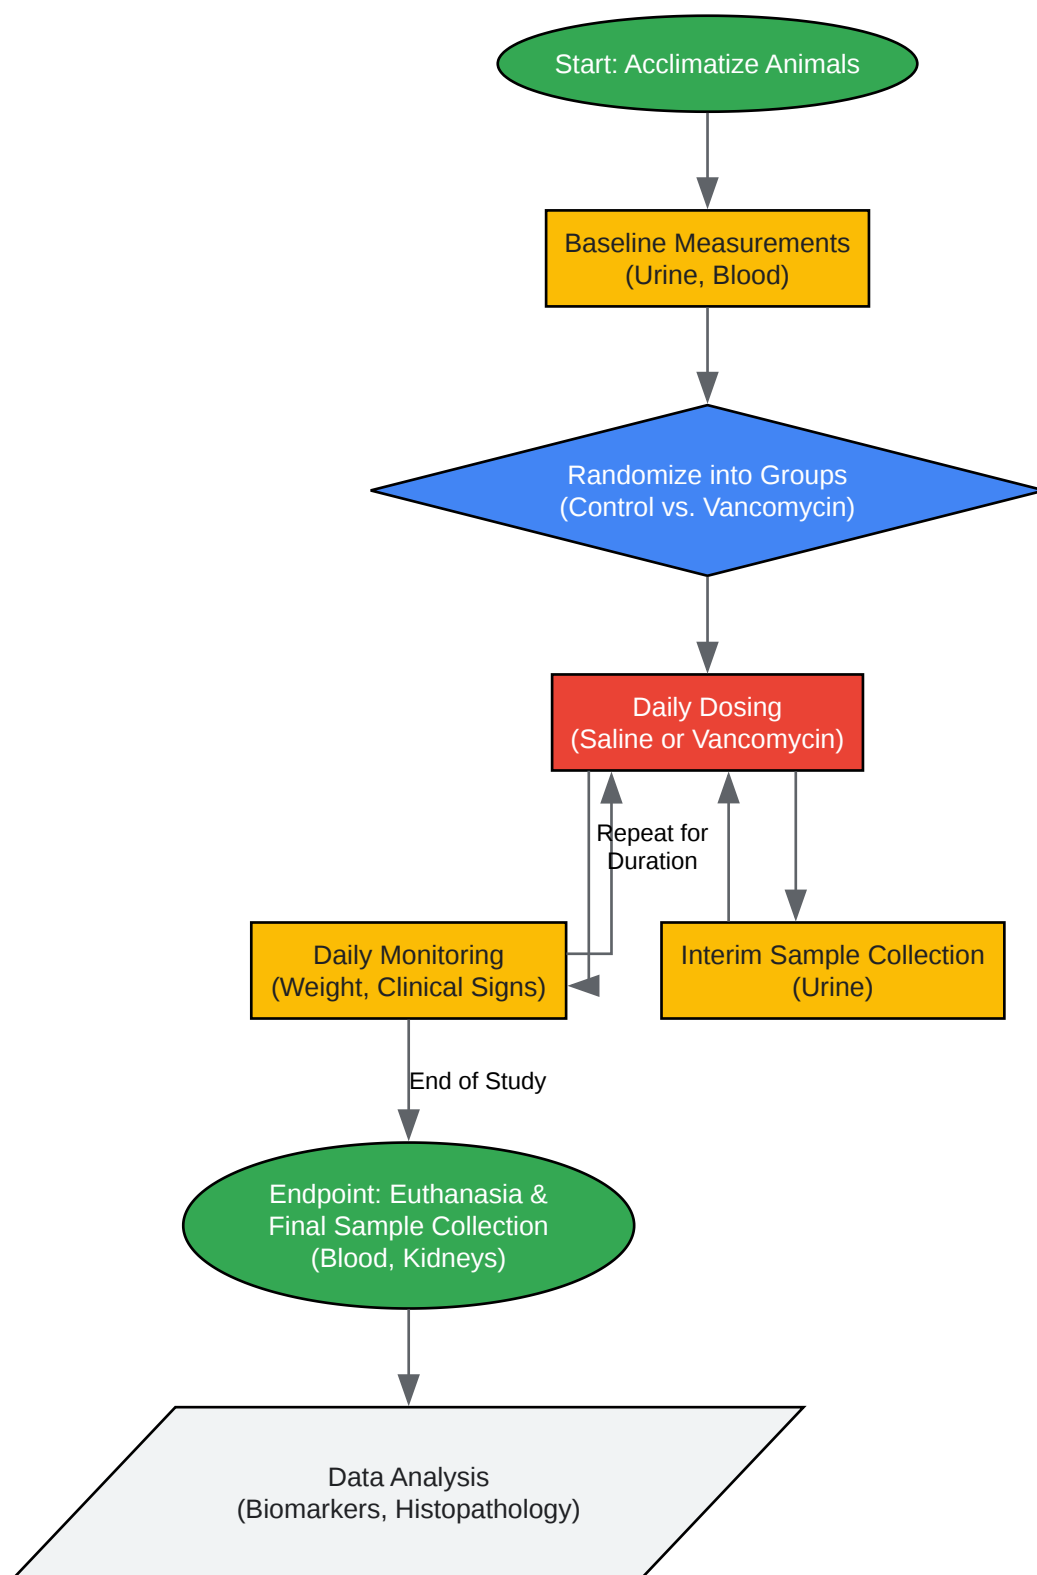 Start: Acclimatize Animals
Baseline Measurements
(Urine, Blood)
Randomize into Groups
(Control vs. Vancomycin)
Daily Dosing
(Saline or Vancomycin)
Repeat for
Duration
Daily Monitoring
(Weight, Clinical Signs)
Interim Sample Collection
(Urine)
End of Study
Endpoint: Euthanasia &
Final Sample Collection
(Blood, Kidneys)
Data Analysis
(Biomarkers, Histopathology)